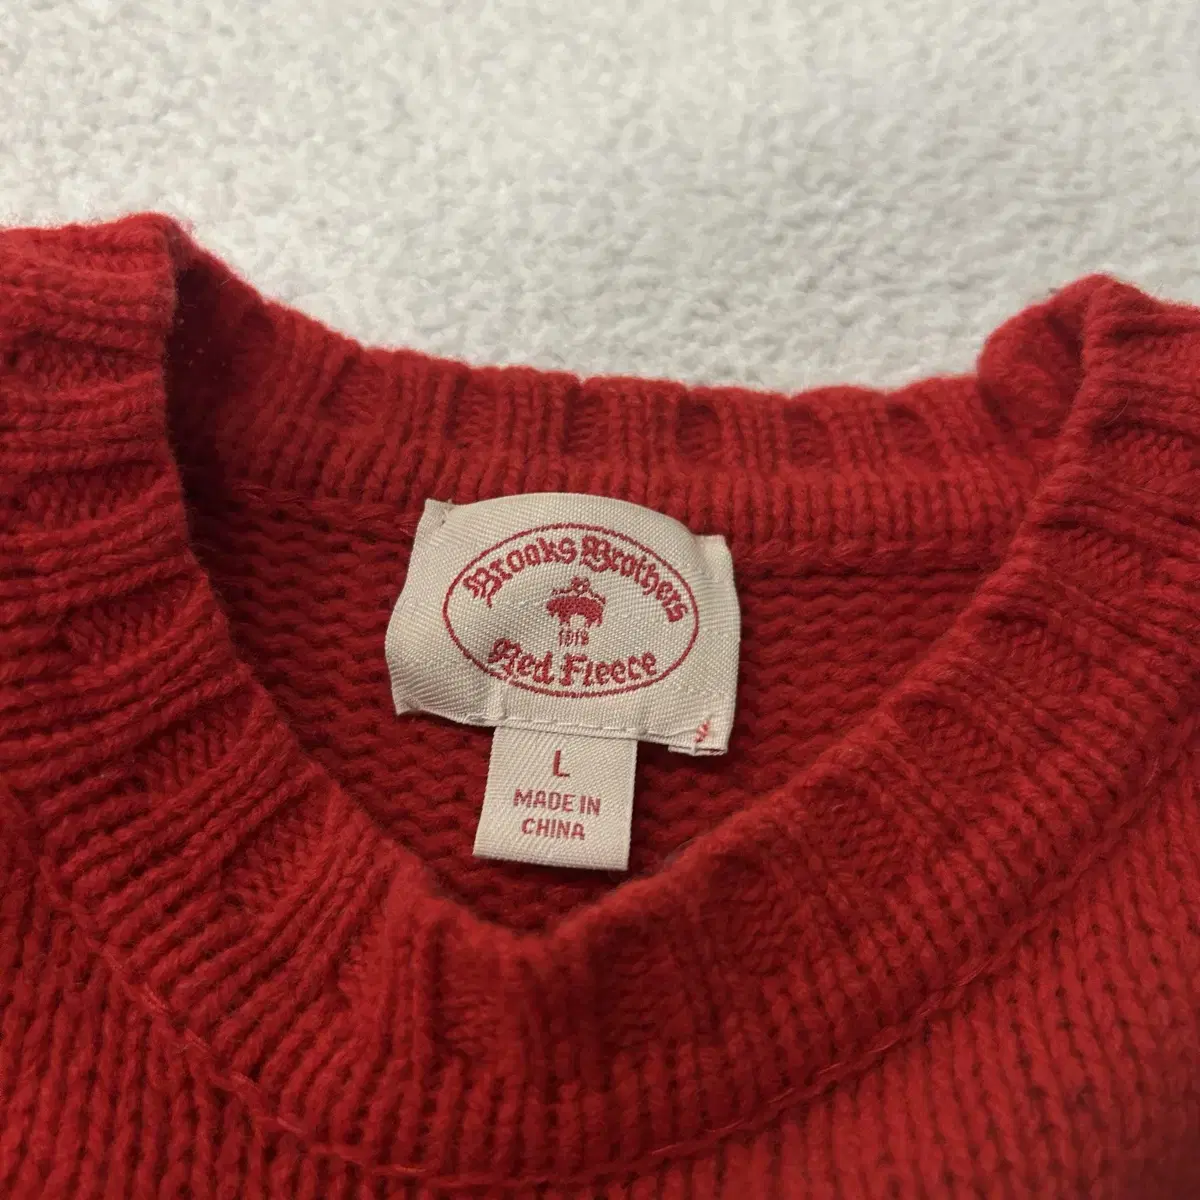 Brooks Brothers
1818
Red Fleece
L
MADE IN
CHINA